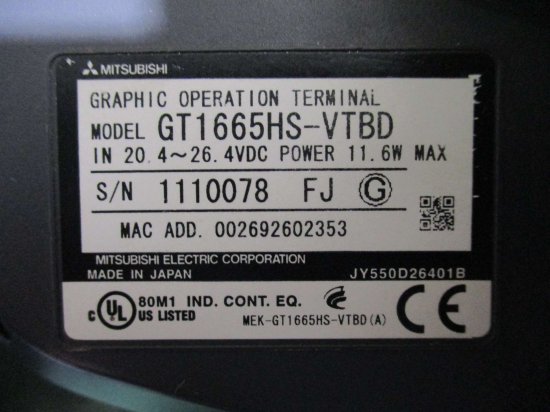 MITSUBISHI
GRAPHIC OPERATION TERMINAL
MODEL GT1665HS-VTBD
IN 20.4~26.4VDC POWER 11.6W MAX
S/N 1110078 FJ G
MAC ADD. 002692602353
MITSUBISHI ELECTRIC CORPORATION
MADE IN JAPAN JY550D26401B
c UL US LISTED 80M1 IND. CONT. EQ. CE
MEK-GT1665HS-VTBD(A)